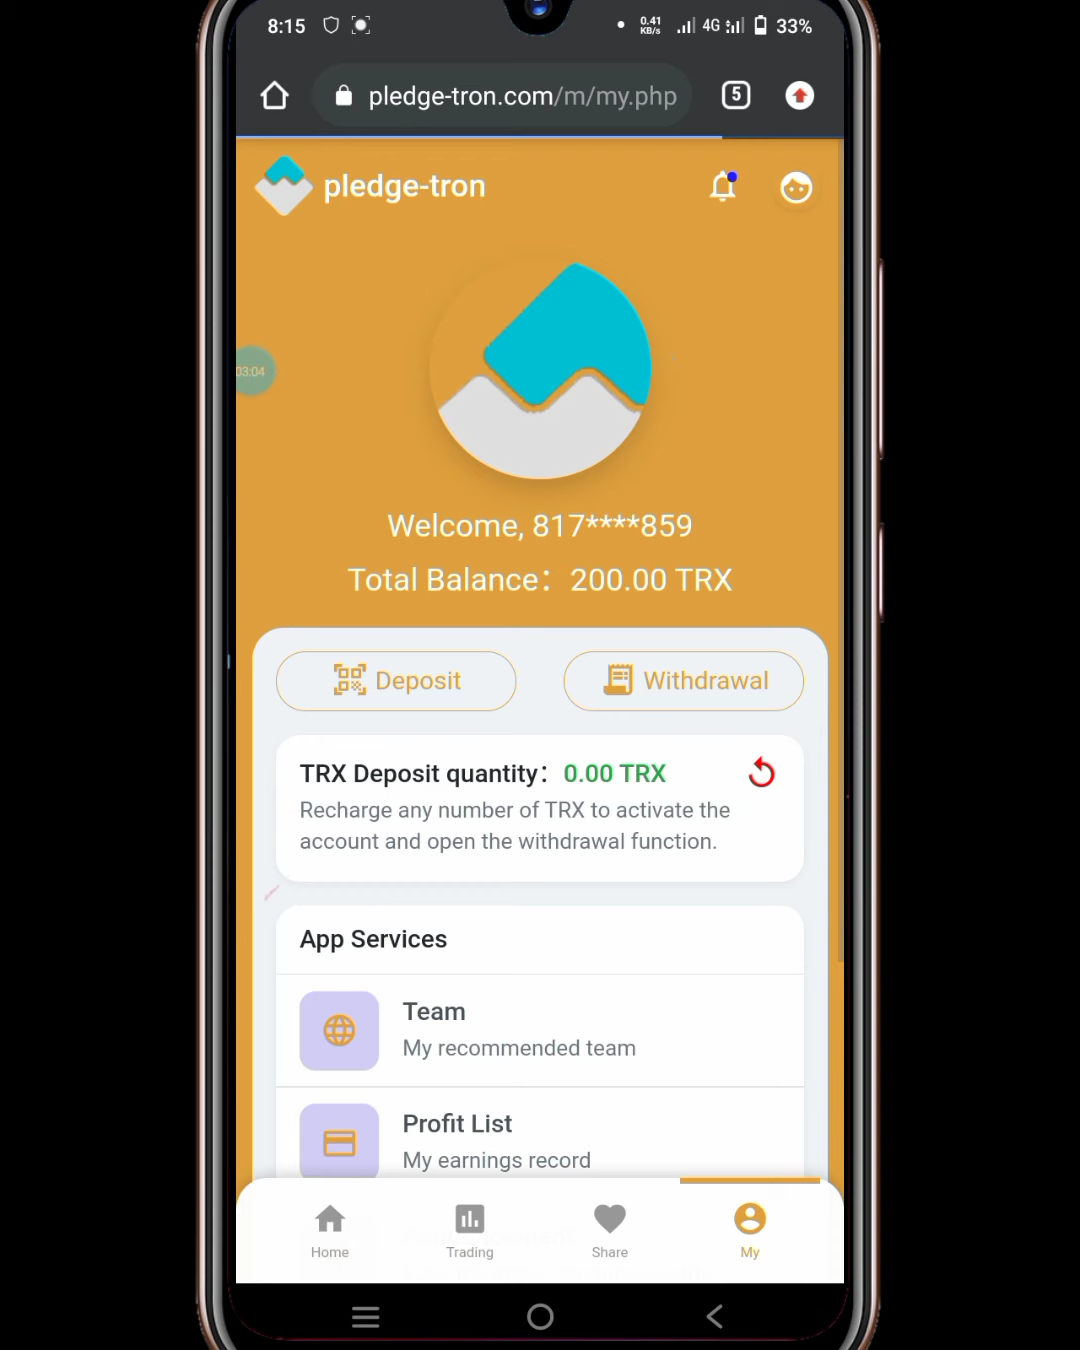 8:15
0.41
KB/s
4G
33%
pledge-tron.com/m/my.php
5
pledge-tron
03:04
Welcome, 817****859
Total Balance： 200.00 TRX
Deposit
Withdrawal
TRX Deposit quantity： 0.00 TRX
Recharge any number of TRX to activate the
account and open the withdrawal function.
App Services
Team
My recommended team
Profit List
My earnings record
Home
Trading
Share
My